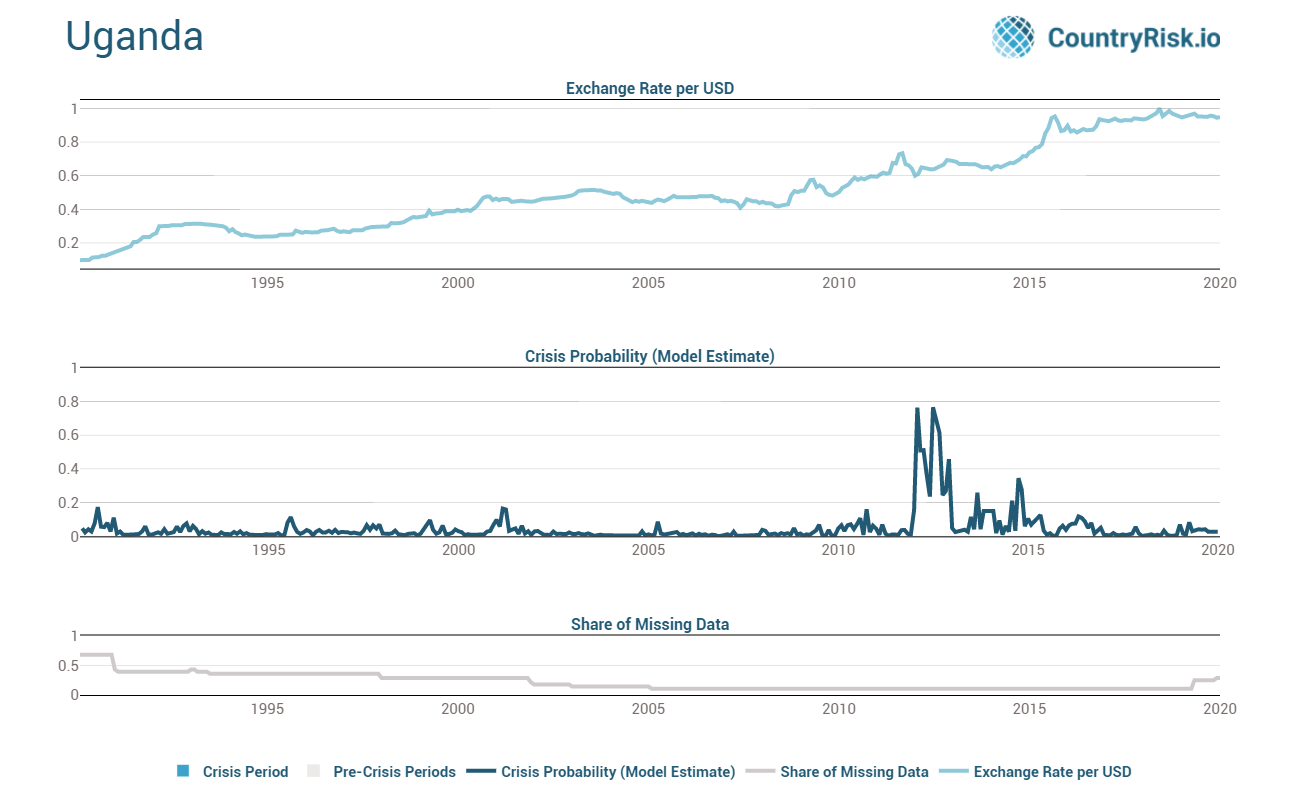 Uganda
CountryRisk.io
Exchange Rate per USD
1
0.8
0.6
0.4
0.2
1995 2000 2005 2010 2015 2020
Crisis Probability (Model Estimate)
1
0.8
0.6
0.4
0.2
0
1995 2000 2005 2010 2015 2020
Share of Missing Data
1
0.5
0
1995 2000 2005 2010 2015 2020
Crisis Period Pre-Crisis Periods Crisis Probability (Model Estimate) Share of Missing Data Exchange Rate per USD